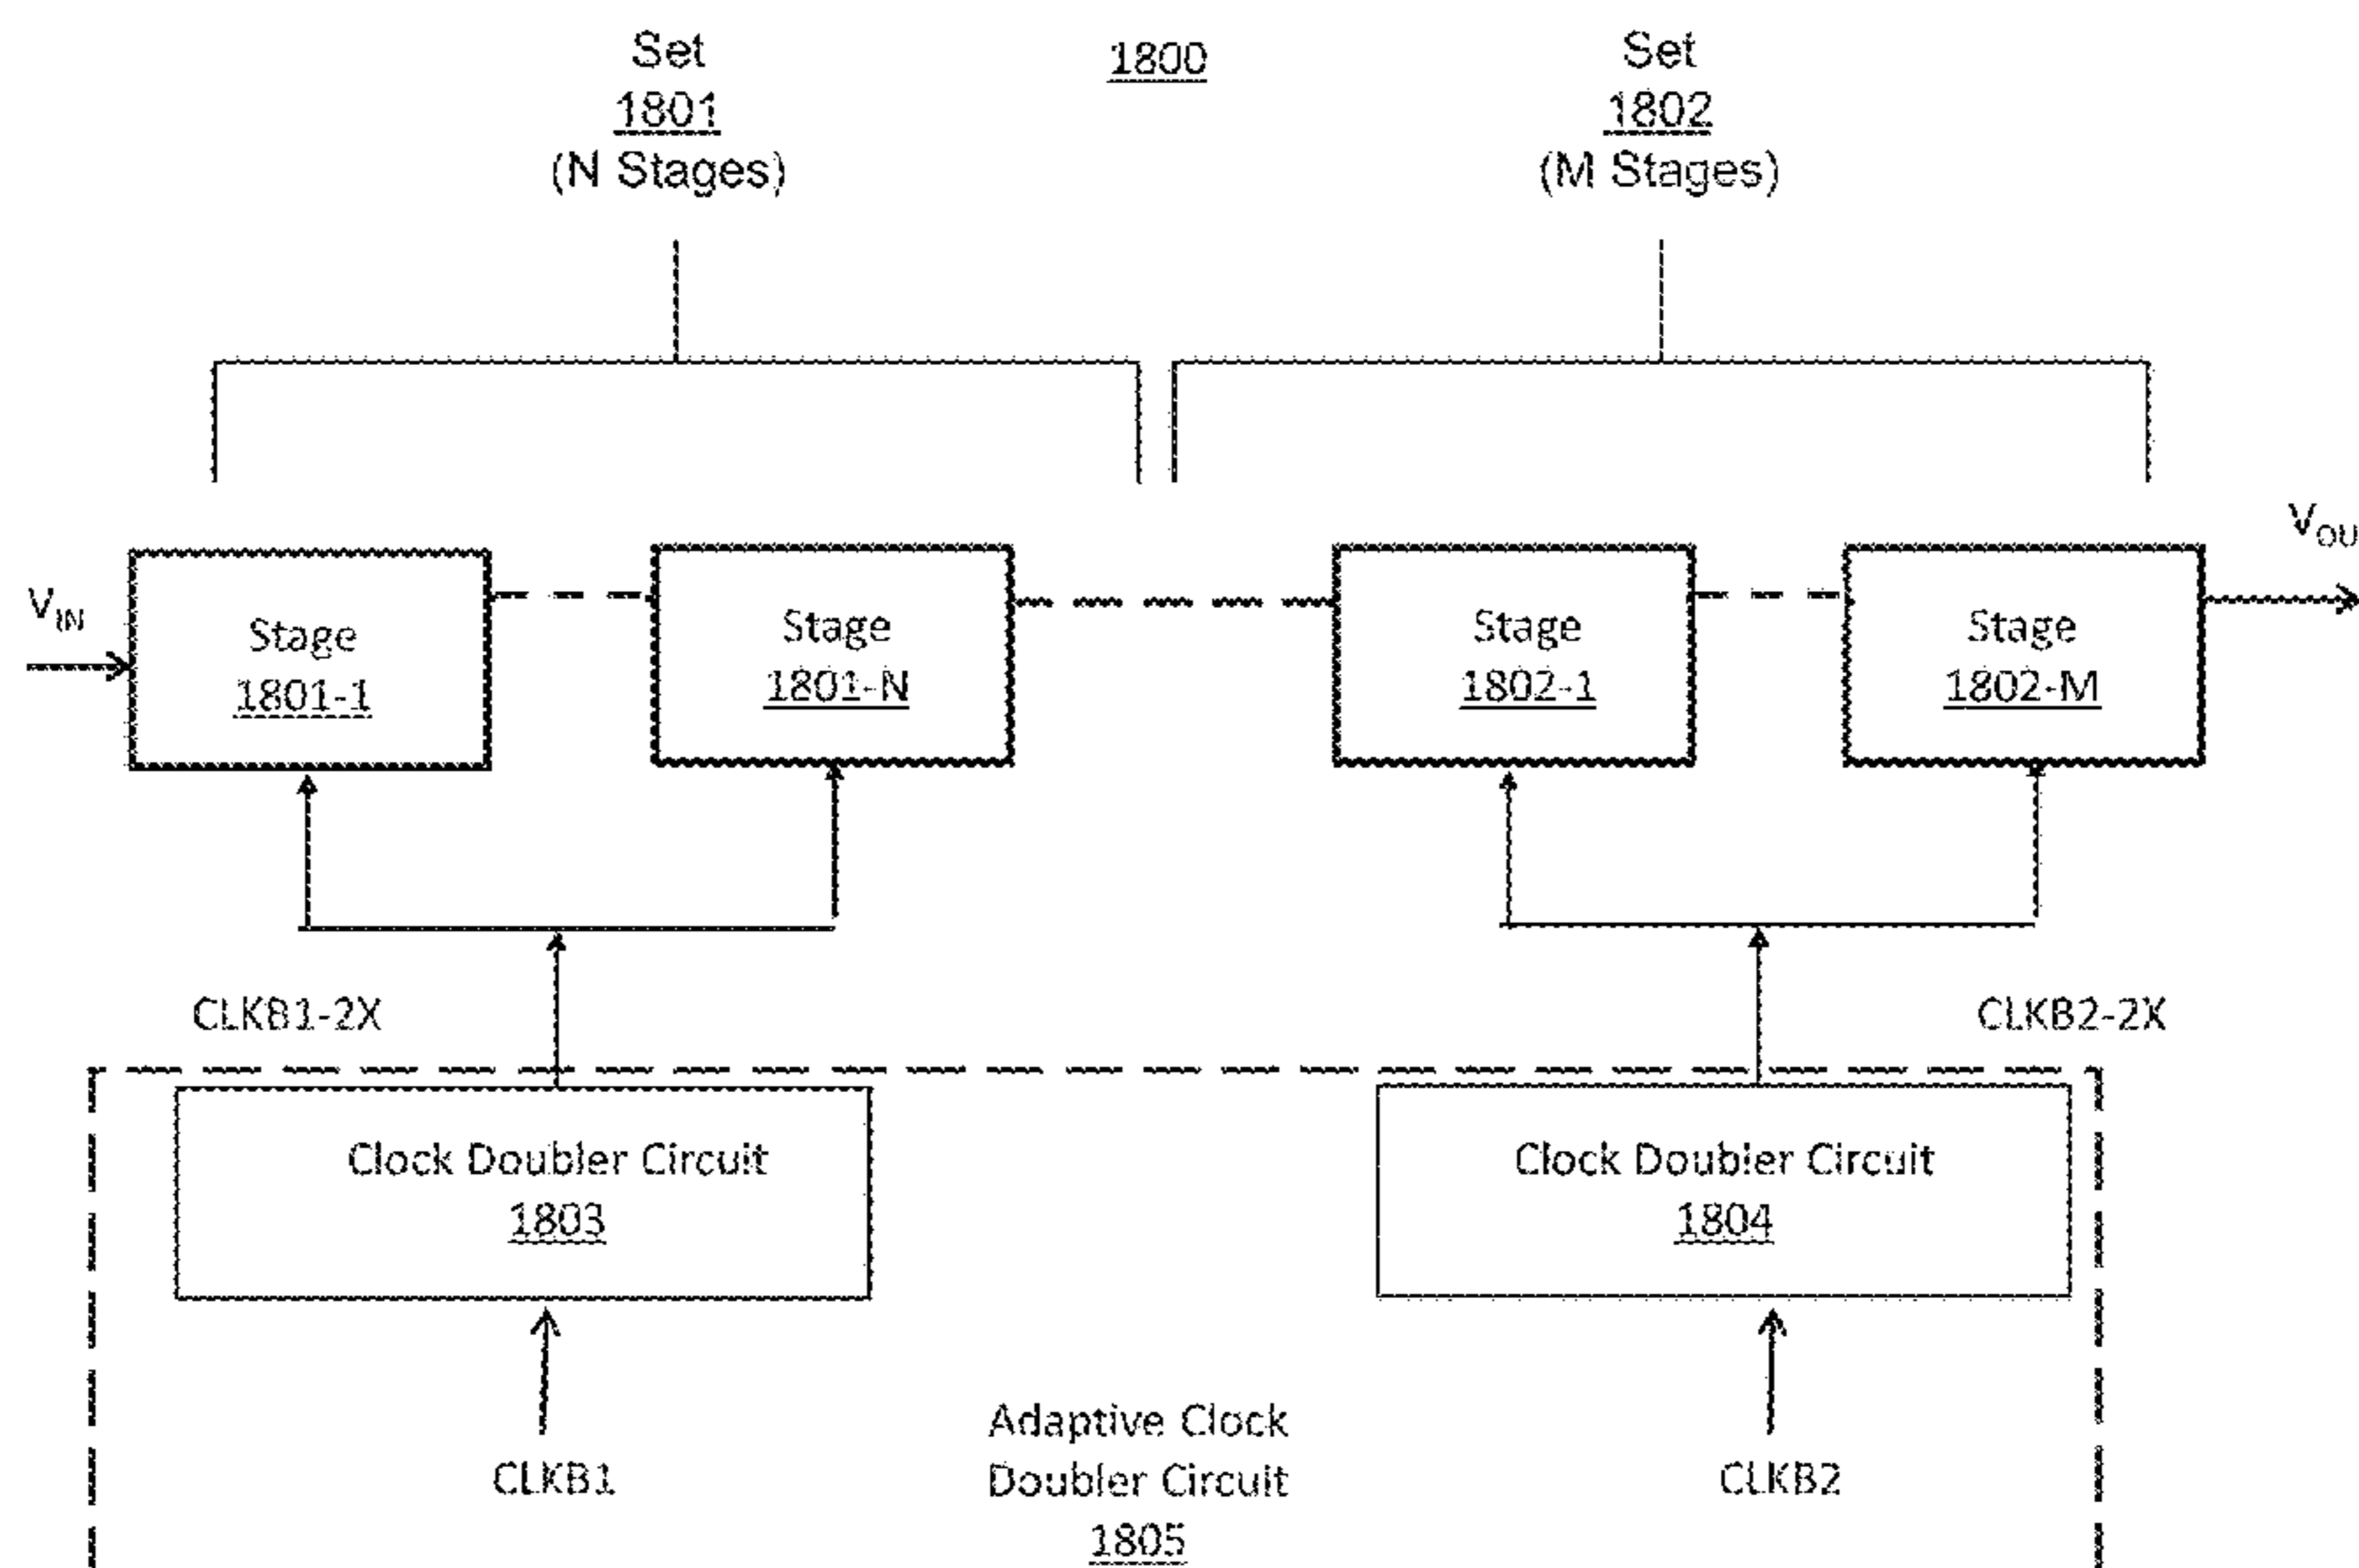 Set
1801
(N Stages)
1800
Set
1802
(M Stages)
VIN
Stage
1801-1
Stage
1801-N
Stage
1802-1
Stage
1802-M
VOU
CLKB1-2X
CLKB2-2X
Clock Doubler Circuit
1803
Clock Doubler Circuit
1804
CLKB1
Adaptive Clock
Doubler Circuit
1805
CLKB2